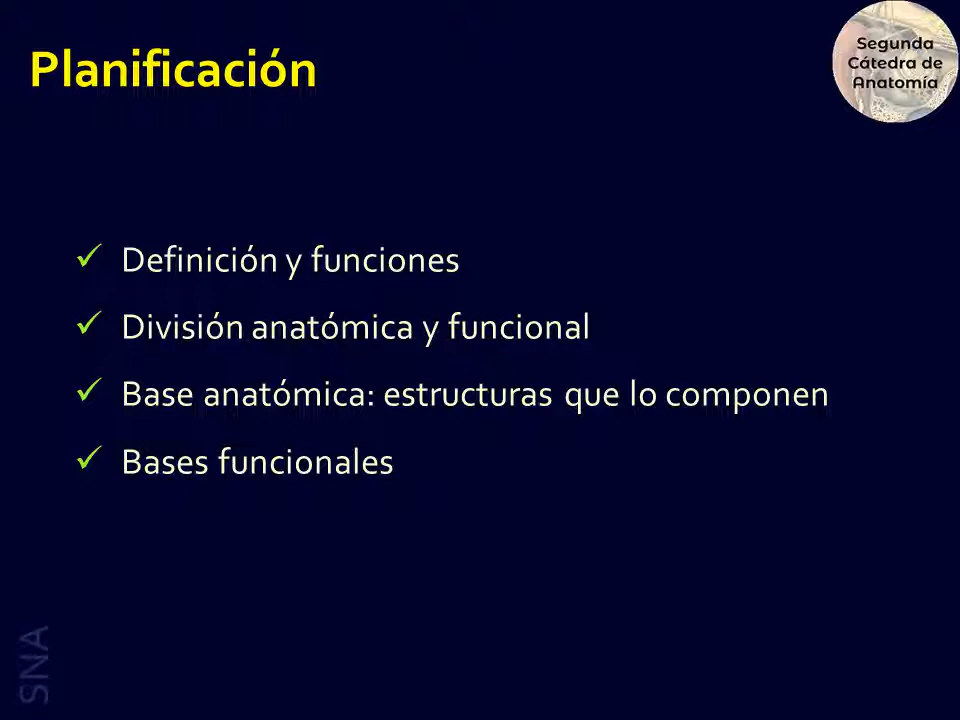 Planificación
Segunda
Cátedra de
Anatomía
Definición y funciones
División anatómica y funcional
Base anatómica: estructuras que lo componen
Bases funcionales
SNA